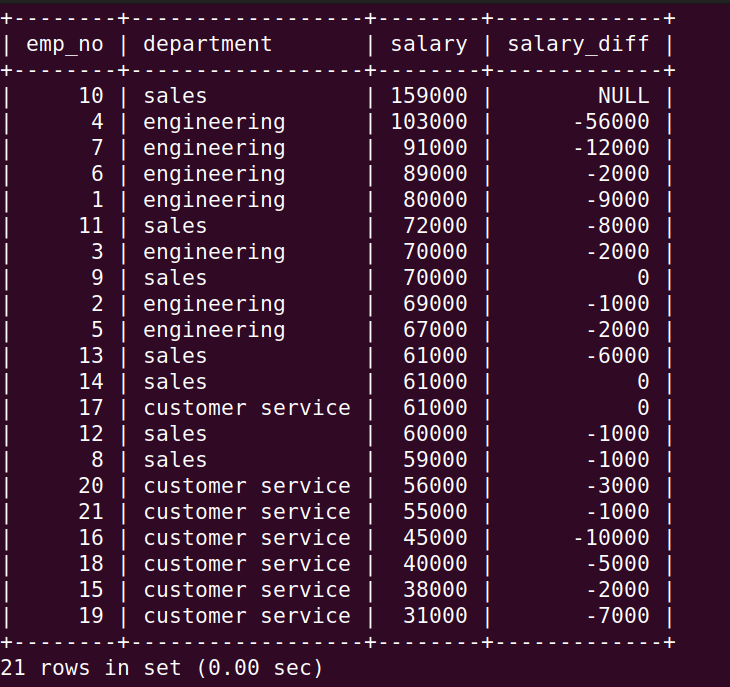 +--------+------------------+--------+-------------+
| emp_no | department       | salary | salary_diff |
+--------+------------------+--------+-------------+
|     10 | sales            | 159000 |        NULL |
|      4 | engineering      | 103000 |      -56000 |
|      7 | engineering      |  91000 |      -12000 |
|      6 | engineering      |  89000 |       -2000 |
|      1 | engineering      |  80000 |       -9000 |
|     11 | sales            |  72000 |       -8000 |
|      3 | engineering      |  70000 |       -2000 |
|      9 | sales            |  70000 |           0 |
|      2 | engineering      |  69000 |       -1000 |
|      5 | engineering      |  67000 |       -2000 |
|     13 | sales            |  61000 |       -6000 |
|     14 | sales            |  61000 |           0 |
|     17 | customer service |  61000 |           0 |
|     12 | sales            |  60000 |       -1000 |
|      8 | sales            |  59000 |       -1000 |
|     20 | customer service |  56000 |       -3000 |
|     21 | customer service |  55000 |       -1000 |
|     16 | customer service |  45000 |      -10000 |
|     18 | customer service |  40000 |       -5000 |
|     15 | customer service |  38000 |       -2000 |
|     19 | customer service |  31000 |       -7000 |
+--------+------------------+--------+-------------+
21 rows in set (0.00 sec)